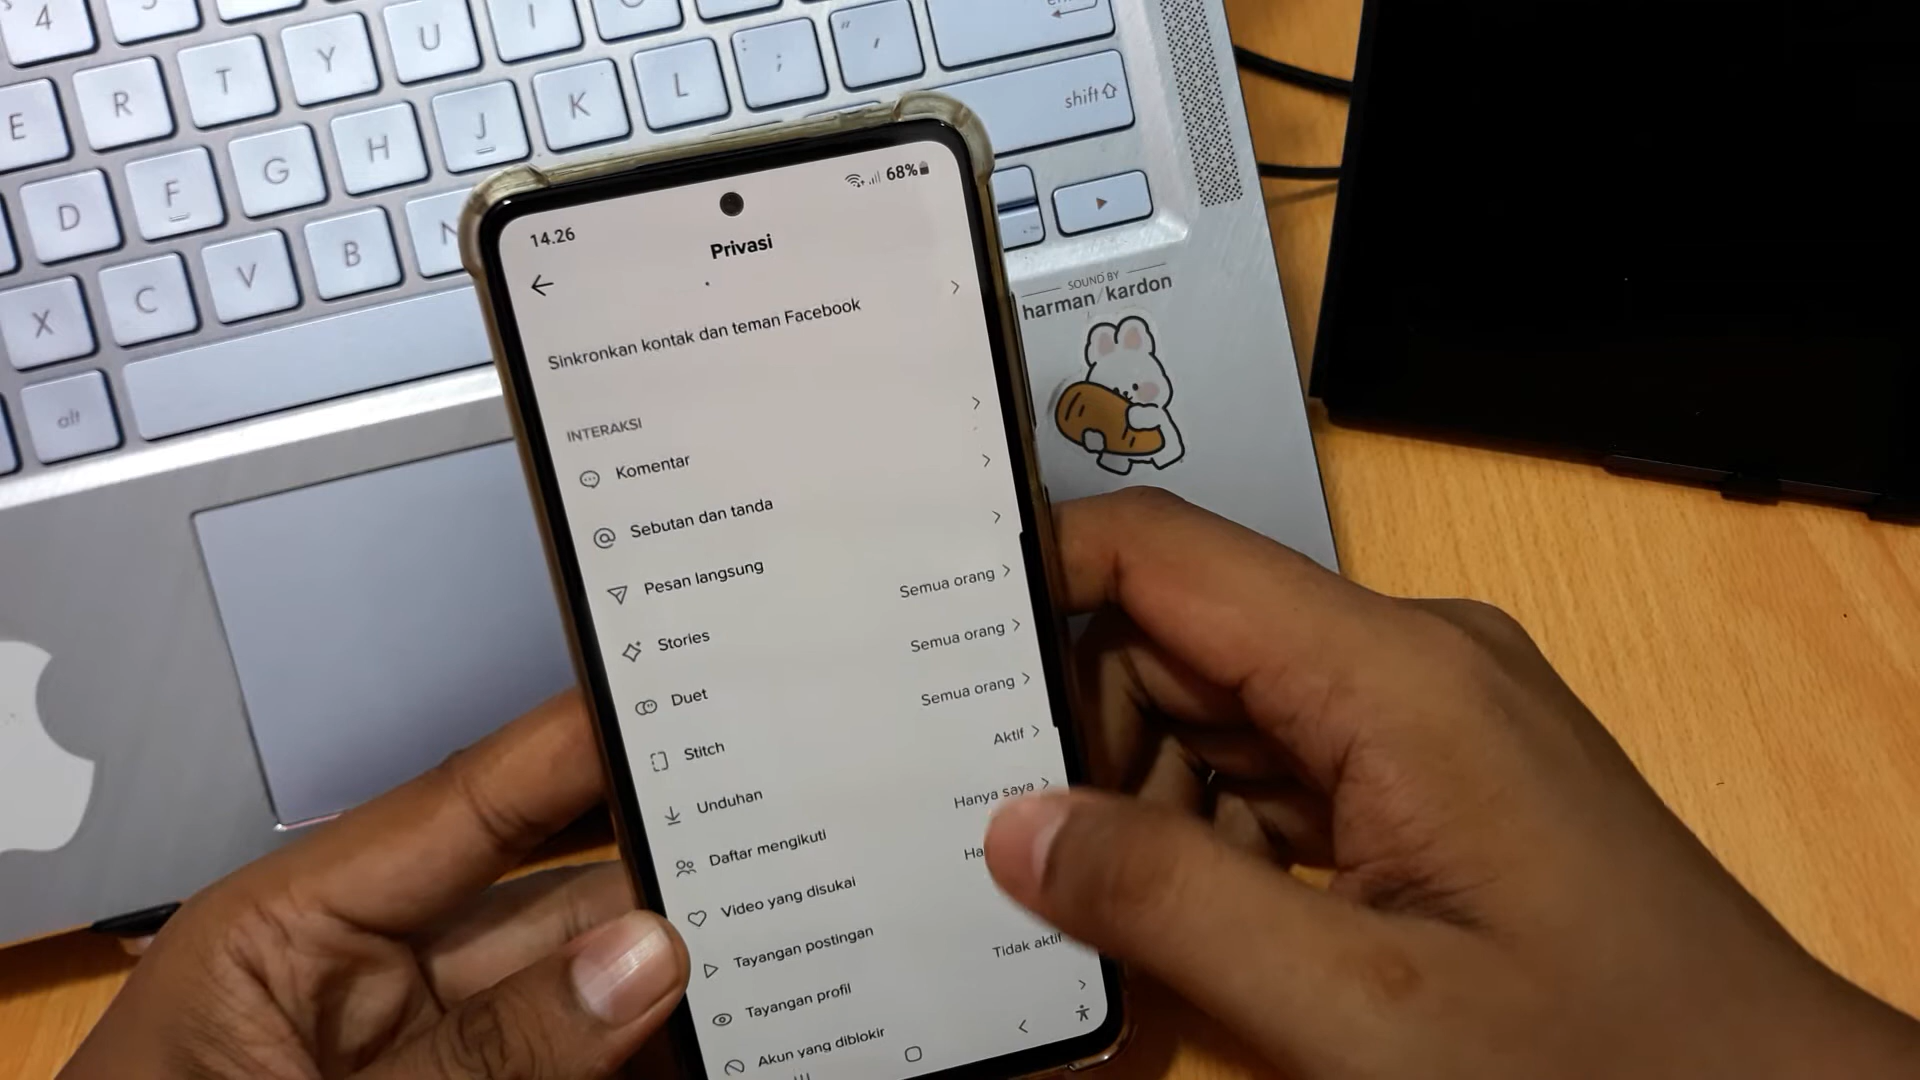 4
E R T Y U I
D F G H J K L ; " '
shift
X C V B N
alt
SOUND BY
harman/kardon
14.26
68%
Privasi
Sinkronkan kontak dan teman Facebook
INTERAKSI
Komentar
Sebutan dan tanda
Pesan langsung
Stories Semua orang
Duet Semua orang
Stitch Semua orang
Unduhan Aktif
Daftar mengikuti Hanya saya
Video yang disukai
Tayangan postingan
Tayangan profil Tidak aktif
Akun yang diblokir